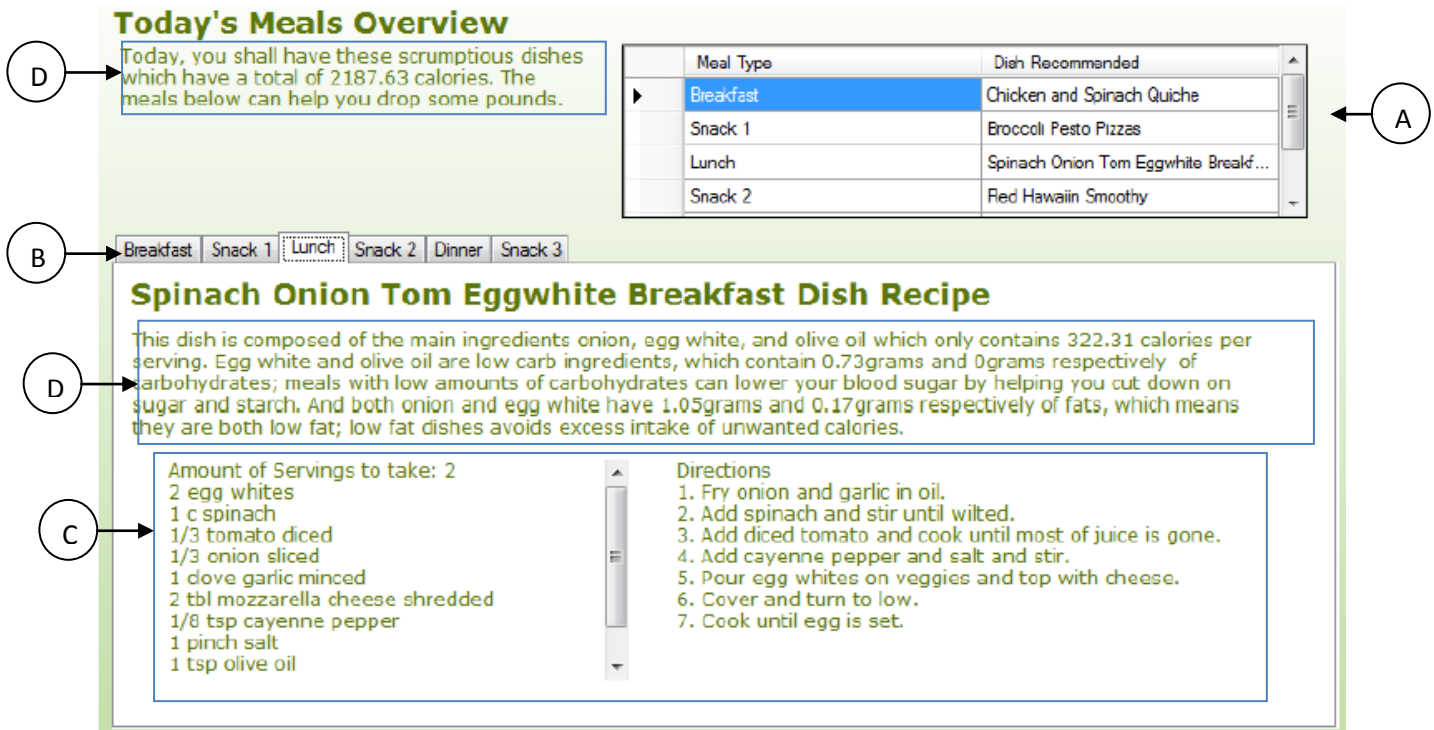 Today's Meals Overview
D
Today, you shall have these scrumptious dishes
which have a total of 2187.63 calories. The
meals below can help you drop some pounds.
Meal Type Dish Recommended
Breakfast Chicken and Spinach Quiche
Snack 1 Broccoli Pesto Pizzas
Lunch Spinach Onion Tom Eggwhite Breakf...
Snack 2 Red Hawaiin Smoothy
A
B
Breakfast Snack 1 Lunch Snack 2 Dinner Snack 3
Spinach Onion Tom Eggwhite Breakfast Dish Recipe
This dish is composed of the main ingredients onion, egg white, and olive oil which only contains 322.31 calories per
serving. Egg white and olive oil are low carb ingredients, which contain 0.73grams and 0grams respectively of
carbohydrates; meals with low amounts of carbohydrates can lower your blood sugar by helping you cut down on
sugar and starch. And both onion and egg white have 1.05grams and 0.17grams respectively of fats, which means
they are both low fat; low fat dishes avoids excess intake of unwanted calories.
D
C
Amount of Servings to take: 2
2 egg whites
1 c spinach
1/3 tomato diced
1/3 onion sliced
1 clove garlic minced
2 tbl mozzarella cheese shredded
1/8 tsp cayenne pepper
1 pinch salt
1 tsp olive oil
Directions
1. Fry onion and garlic in oil.
2. Add spinach and stir until wilted.
3. Add diced tomato and cook until most of juice is gone.
4. Add cayenne pepper and salt and stir.
5. Pour egg whites on veggies and top with cheese.
6. Cover and turn to low.
7. Cook until egg is set.